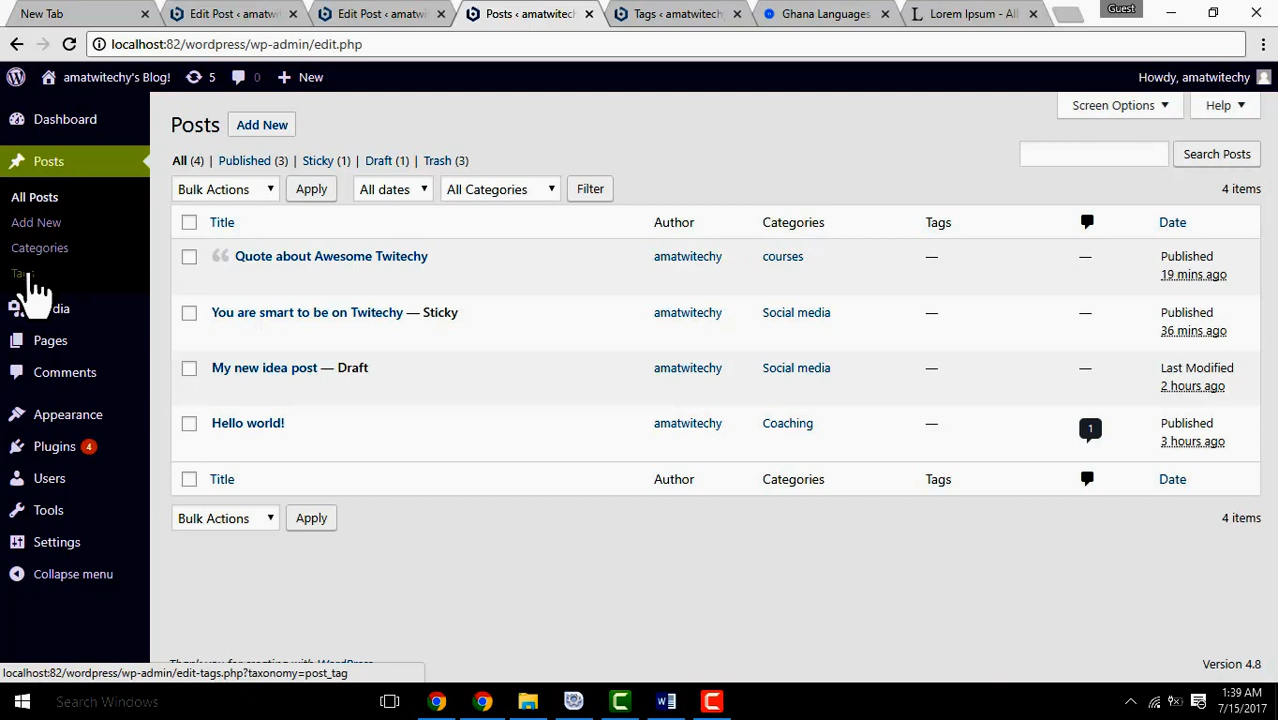 New Tab
Edit Post ‹ amatwi
Edit Post ‹ amatwi
Posts ‹ amatwitech
Tags ‹ amatwitechy
Ghana Languages
Lorem Ipsum - All
Guest
localhost:82/wordpress/wp-admin/edit.php
amatwitechy's Blog! 5 0 New
Howdy, amatwitechy
Dashboard
Posts
All Posts
Add New
Categories
Pages
Comments
Appearance
Plugins 4
Users
Tools
Settings
Collapse menu
Screen Options Help
Posts Add New
All (4) | Published (3) | Sticky (1) | Draft (1) | Trash (3)
Search Posts
Bulk Actions Apply All dates All Categories Filter 4 items
Title Author Categories Tags Date
Quote about Awesome Twitechy amatwitechy courses — — Published
19 mins ago
You are smart to be on Twitechy — Sticky amatwitechy Social media — — Published
36 mins ago
My new idea post — Draft amatwitechy Social media — — Last Modified
2 hours ago
Hello world! amatwitechy Coaching — 1 Published
3 hours ago
Title Author Categories Tags Date
Bulk Actions Apply 4 items
Version 4.8
localhost:82/wordpress/wp-admin/edit-tags.php?taxonomy=post_tag
Search Windows
1:39 AM
7/15/2017